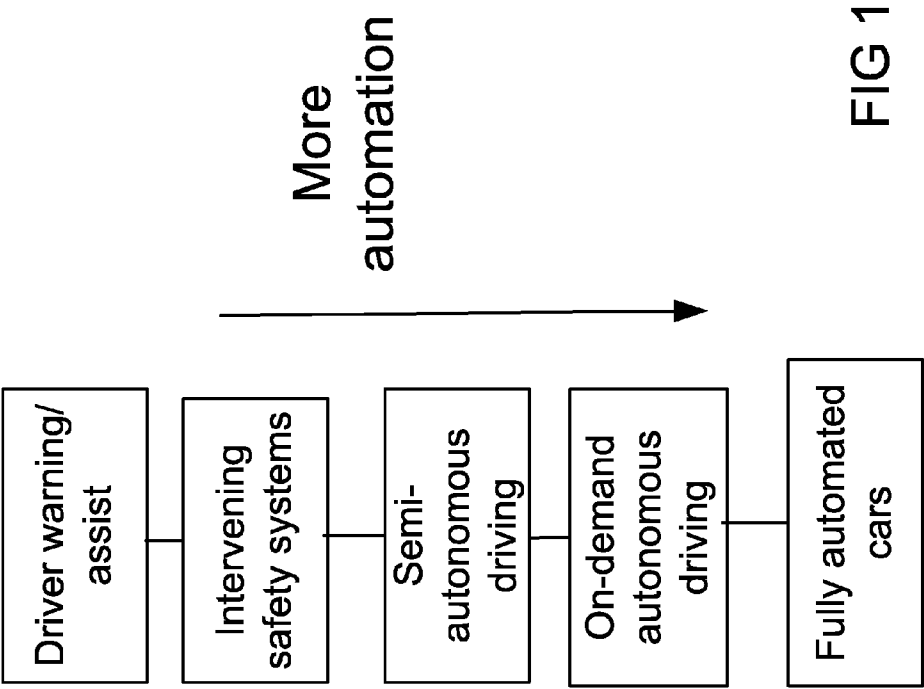 Driver warning/
assist
Intervening
safety systems
Semi-
autonomous
driving
On-demand
autonomous
driving
Fully automated
cars
More
automation
FIG 1